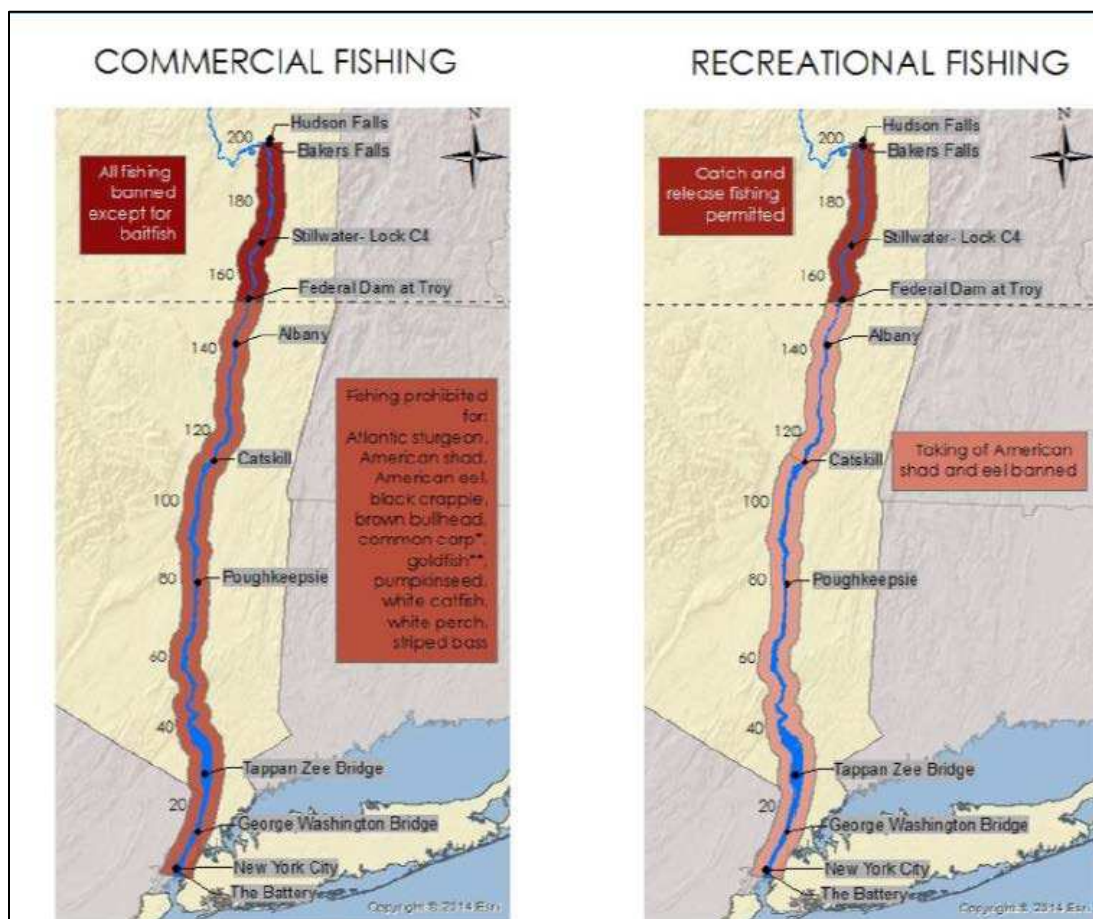 COMMERCIAL FISHING
Hudson Falls
200
Bakers Falls
All fishing
banned
except for
baitfish
180
Stillwater- Lock C4
160
Federal Dam at Troy
Albany
140
Fishing prohibited
for:
Atlantic sturgeon,
American shad,
American eel,
black crappie,
brown bullhead,
common carp*,
goldfish**,
pumpkinseed,
white catfish,
white perch,
striped bass
120
Catskill
100
Poughkeepsie
80
60
40
Tappan Zee Bridge
20
George Washington Bridge
New York City
The Battery
Copyright:© 2014 Esri
N
RECREATIONAL FISHING
Hudson Falls
200
Bakers Falls
Catch and
release fishing
permitted
180
Stillwater- Lock C4
160
Federal Dam at Troy
Albany
140
120
Taking of American
shad and eel banned
Catskill
100
Poughkeepsie
80
60
40
Tappan Zee Bridge
20
George Washington Bridge
New York City
The Battery
Copyright:© 2014 Esri
N